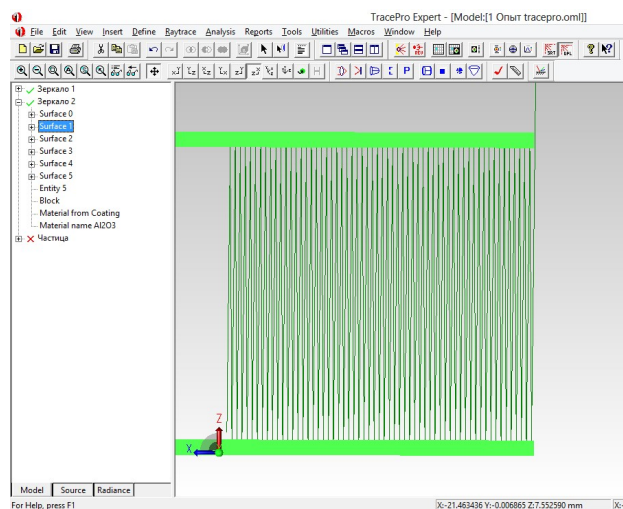 TracePro Expert - [Model:[1 Опыт tracepro.oml]]
File Edit View Insert Define Raytrace Analysis Reports Tools Utilities Macros Window Help
Зеркало 1
Зеркало 2
Surface 0
Surface 1
Surface 2
Surface 3
Surface 4
Surface 5
Entity 5
Block
Material from Coating
Material name Al2O3
Частица
Z
X
Model Source Radiance
For Help, press F1
X:-21.463436 Y:-0.006865 Z:7.552590 mm